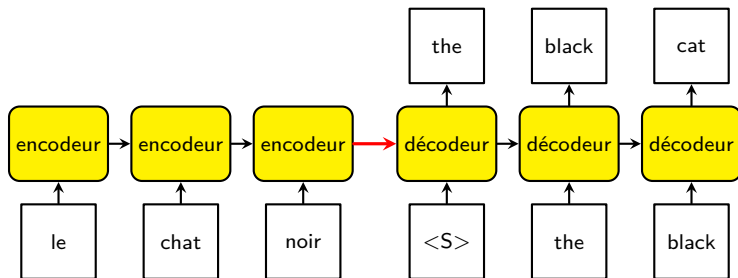 the black cat
encodeur encodeur encodeur décodeur décodeur décodeur
le chat noir <S> the black